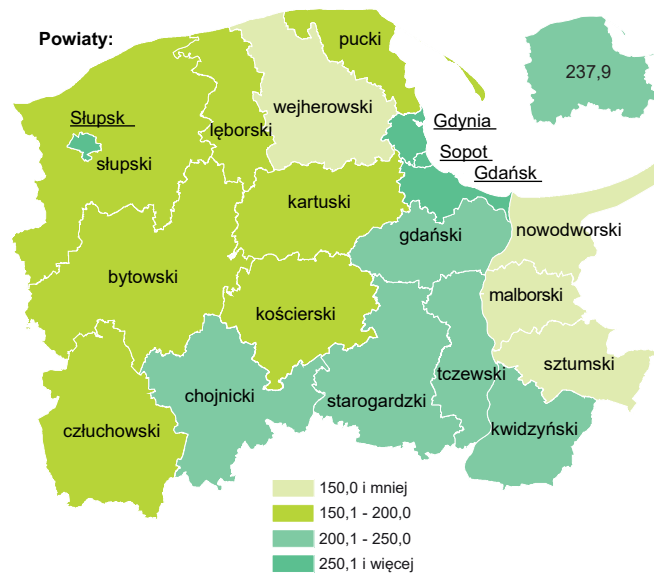 Powiaty:
pucki
237,9
wejherowski
Słupsk
Gdynia
lęborski
Sopot
słupski
Gdańsk
kartuski
gdański
nowodworski
bytowski
malborski
kościerski
sztumski
chojnicki
tczewski
starogardzki
człuchowski
kwidzyński
150,0 i mniej
150,1 - 200,0
200,1 - 250,0
250,1 i więcej